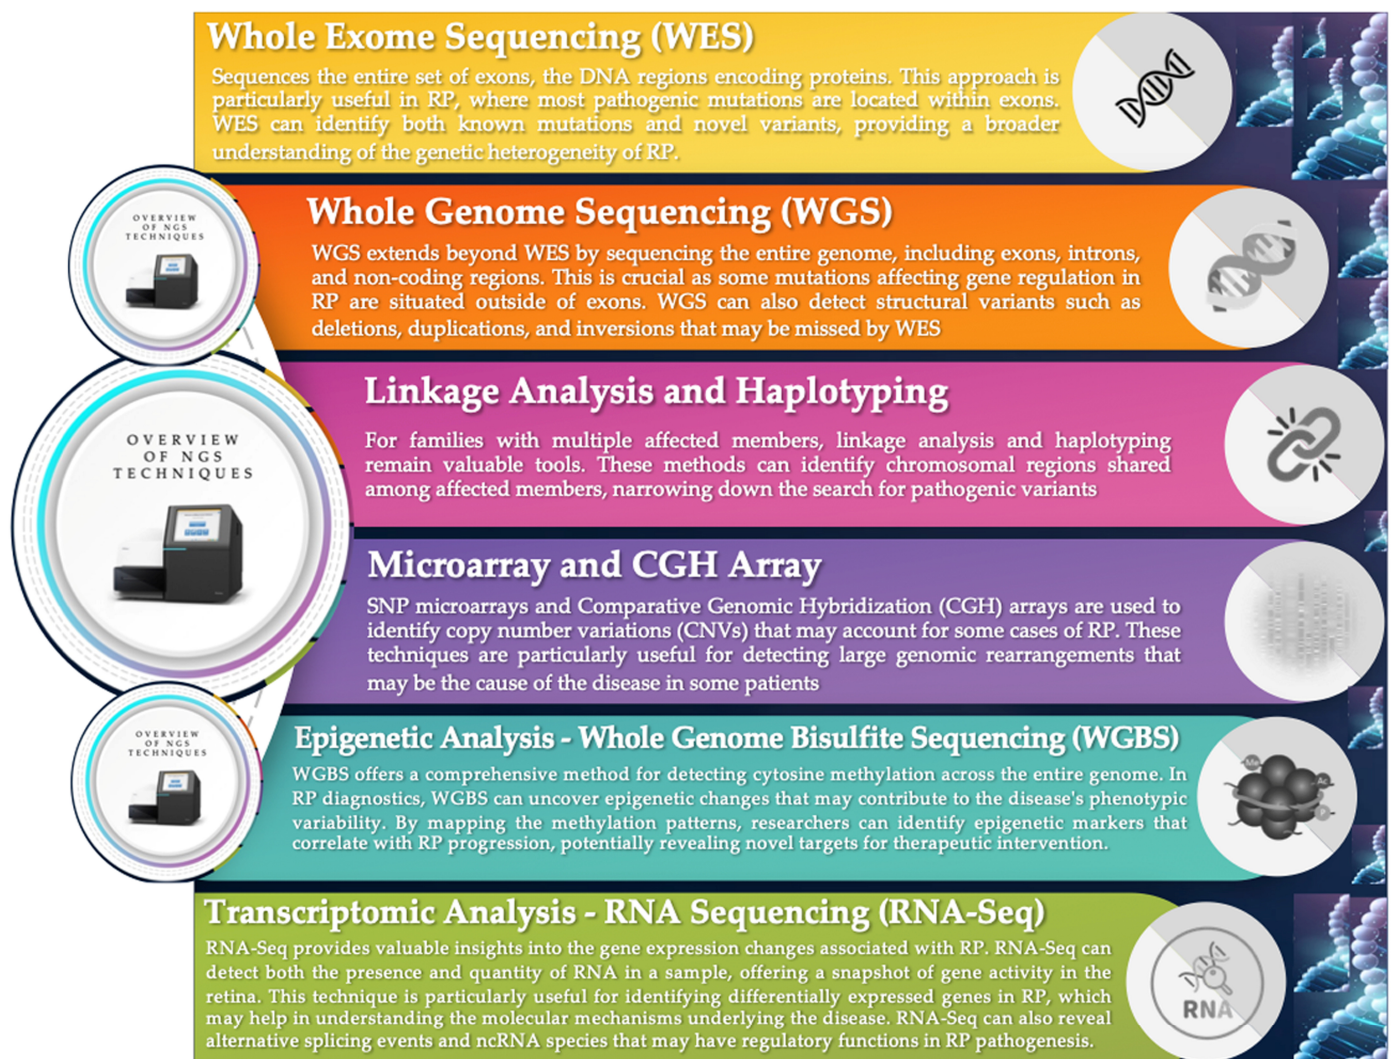 Whole Exome Sequencing (WES)
Sequences the entire set of exons, the DNA regions encoding proteins. This approach is
particularly useful in RP, where most pathogenic mutations are located within exons.
WES can identify both known mutations and novel variants, providing a broader
understanding of the genetic heterogeneity of RP.
OVERVIEW
OF NGS
TECHNIQUES
Whole Genome Sequencing (WGS)
WGS extends beyond WES by sequencing the entire genome, including exons, introns,
and non-coding regions. This is crucial as some mutations affecting gene regulation in
RP are situated outside of exons. WGS can also detect structural variants such as
deletions, duplications, and inversions that may be missed by WES
Linkage Analysis and Haplotyping
For families with multiple affected members, linkage analysis and haplotyping
remain valuable tools. These methods can identify chromosomal regions shared
among affected members, narrowing down the search for pathogenic variants
OVERVIEW
OF NGS
TECHNIQUES
Microarray and CGH Array
SNP microarrays and Comparative Genomic Hybridization (CGH) arrays are used to
identify copy number variations (CNVs) that may account for some cases of RP. These
techniques are particularly useful for detecting large genomic rearrangements that
may be the cause of the disease in some patients
OVERVIEW
OF NGS
TECHNIQUES
Epigenetic Analysis - Whole Genome Bisulfite Sequencing (WGBS)
WGBS offers a comprehensive method for detecting cytosine methylation across the entire genome. In
RP diagnostics, WGBS can uncover epigenetic changes that may contribute to the disease's phenotypic
variability. By mapping the methylation patterns, researchers can identify epigenetic markers that
correlate with RP progression, potentially revealing novel targets for therapeutic intervention.
Me
Ac
P
Transcriptomic Analysis - RNA Sequencing (RNA-Seq)
RNA-Seq provides valuable insights into the gene expression changes associated with RP. RNA-Seq can
detect both the presence and quantity of RNA in a sample, offering a snapshot of gene activity in the
retina. This technique is particularly useful for identifying differentially expressed genes in RP, which
may help in understanding the molecular mechanisms underlying the disease. RNA-Seq can also reveal
alternative splicing events and ncRNA species that may have regulatory functions in RP pathogenesis.
RNA